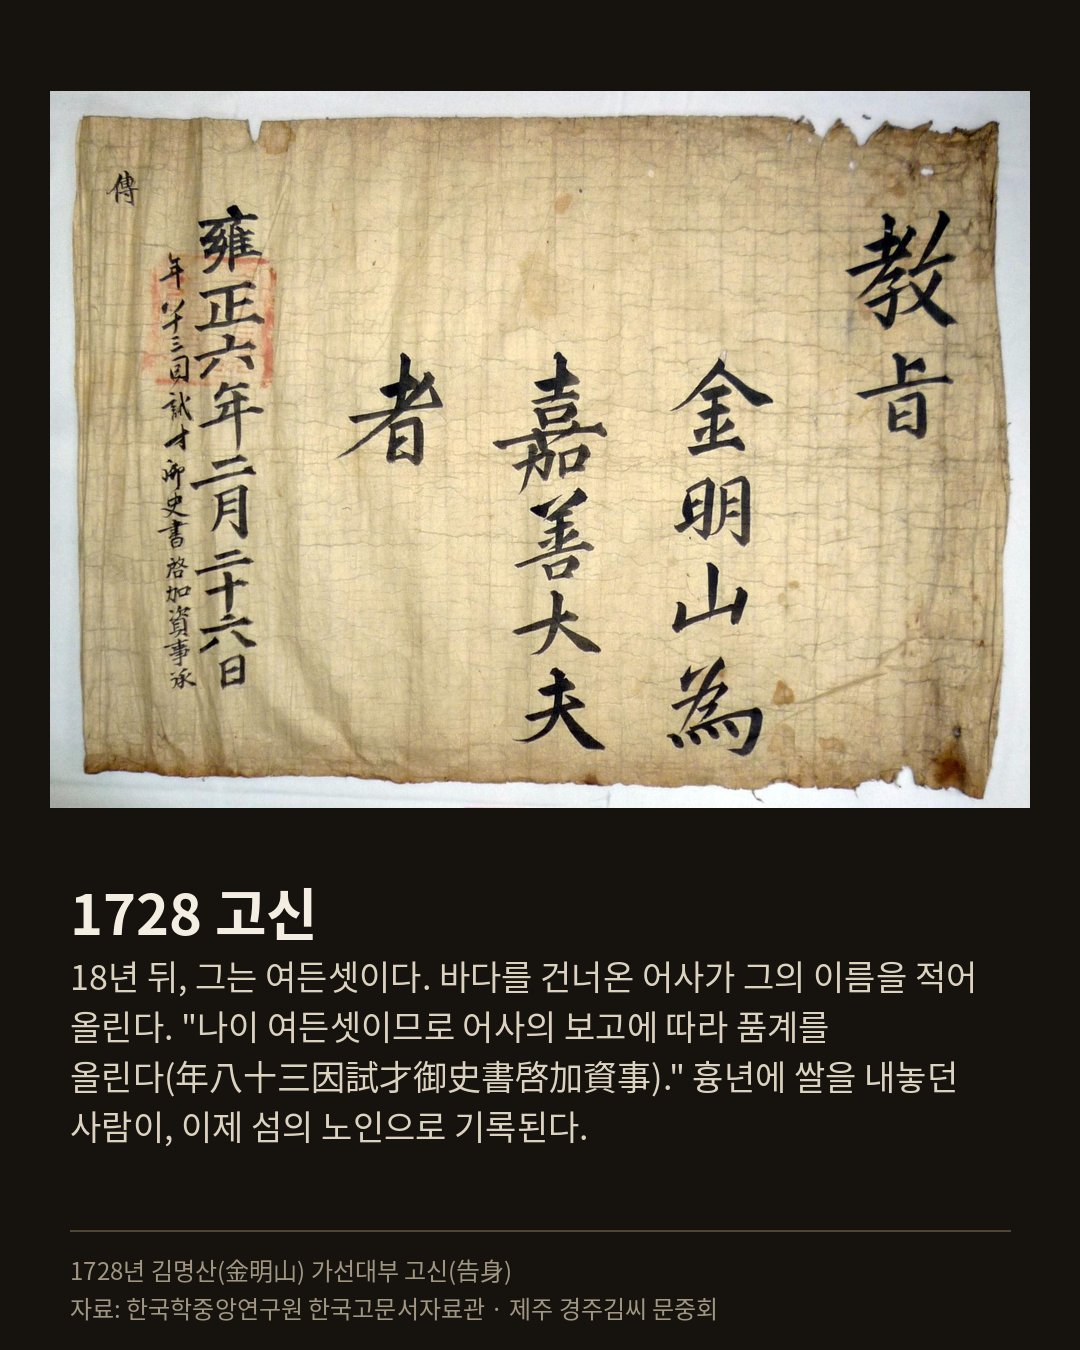 教旨
金明山為
嘉善大夫
者
雍正六年二月二十六日
年八十三因試才御史書啓加資事承
傳
1728 고신
18년 뒤, 그는 여든셋이다. 바다를 건너온 어사가 그의 이름을 적어
올린다. "나이 여든셋이므로 어사의 보고에 따라 품계를
올린다(年八十三因試才御史書啓加資事)." 흉년에 쌀을 내놓던
사람이, 이제 섬의 노인으로 기록된다.
1728년 김명산(金明山) 가선대부 고신(告身)
자료: 한국학중앙연구원 한국고문서자료관 · 제주 경주김씨 문중회